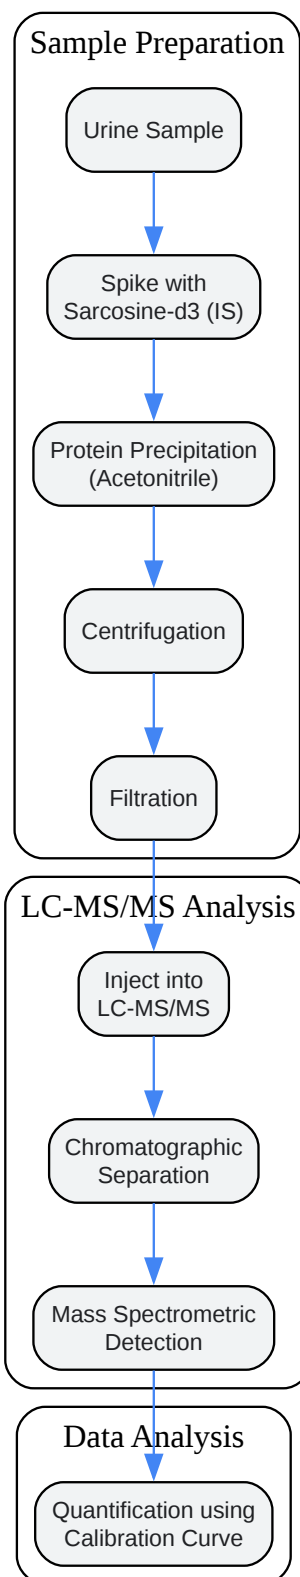 Sample Preparation
Urine Sample
Spike with
Sarcosine-d3 (IS)
Protein Precipitation
(Acetonitrile)
Centrifugation
Filtration
LC-MS/MS Analysis
Inject into
LC-MS/MS
Chromatographic
Separation
Mass Spectrometric
Detection
Data Analysis
Quantification using
Calibration Curve